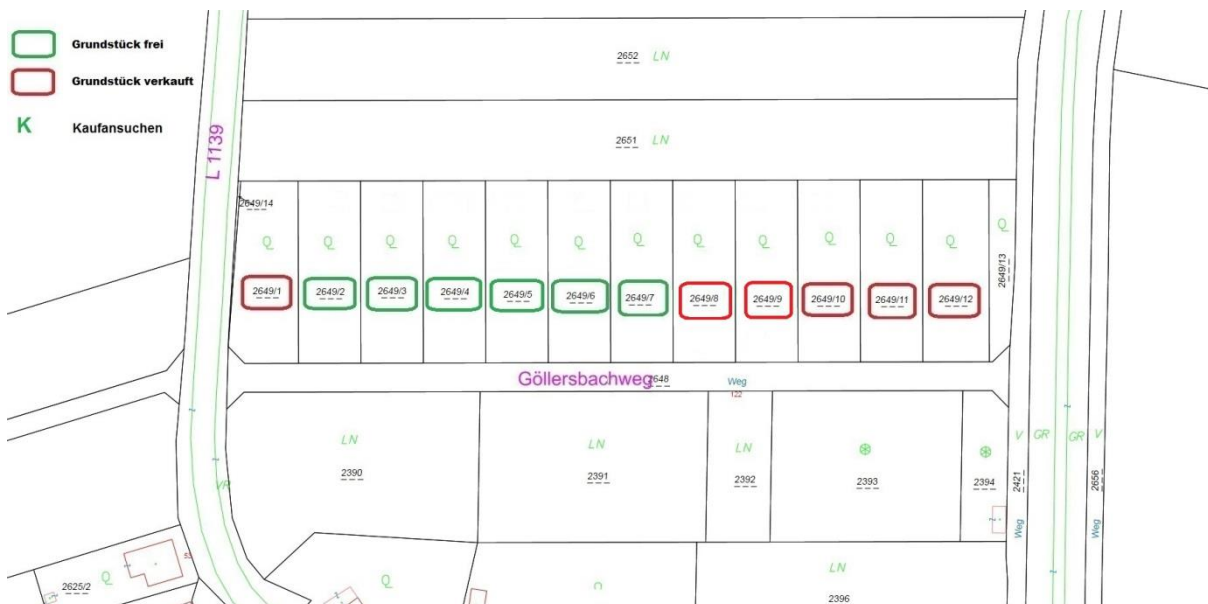 Grundstück frei
Grundstück verkauft
K Kaufansuchen
L 1139
2652 LN
2651 LN
2649/14
2649/13
2649/1 2649/2 2649/3 2649/4 2649/5 2649/6 2649/7 2649/8 2649/9 2649/10 2649/11 2649/12
Göllersbachweg 2648 Weg
122
LN LN LN
2390 2391 2392 2393 2394
V GR GR V
2421 2656
VR
Weg Weg
53
2625/2
LN
2396